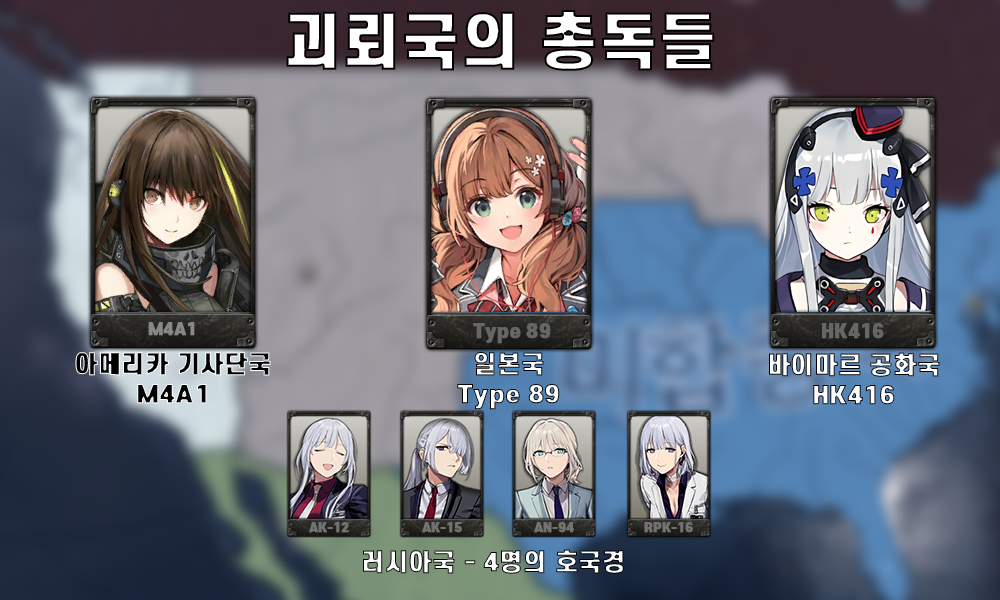 괴뢰국의 총독들
M4A1
Type 89
HK416
아메리카 기사단국
M4A1
일본국
Type 89
바이마르 공화국
HK416
AK-12
AK-15
AN-94
RPK-16
러시아국 - 4명의 호국경